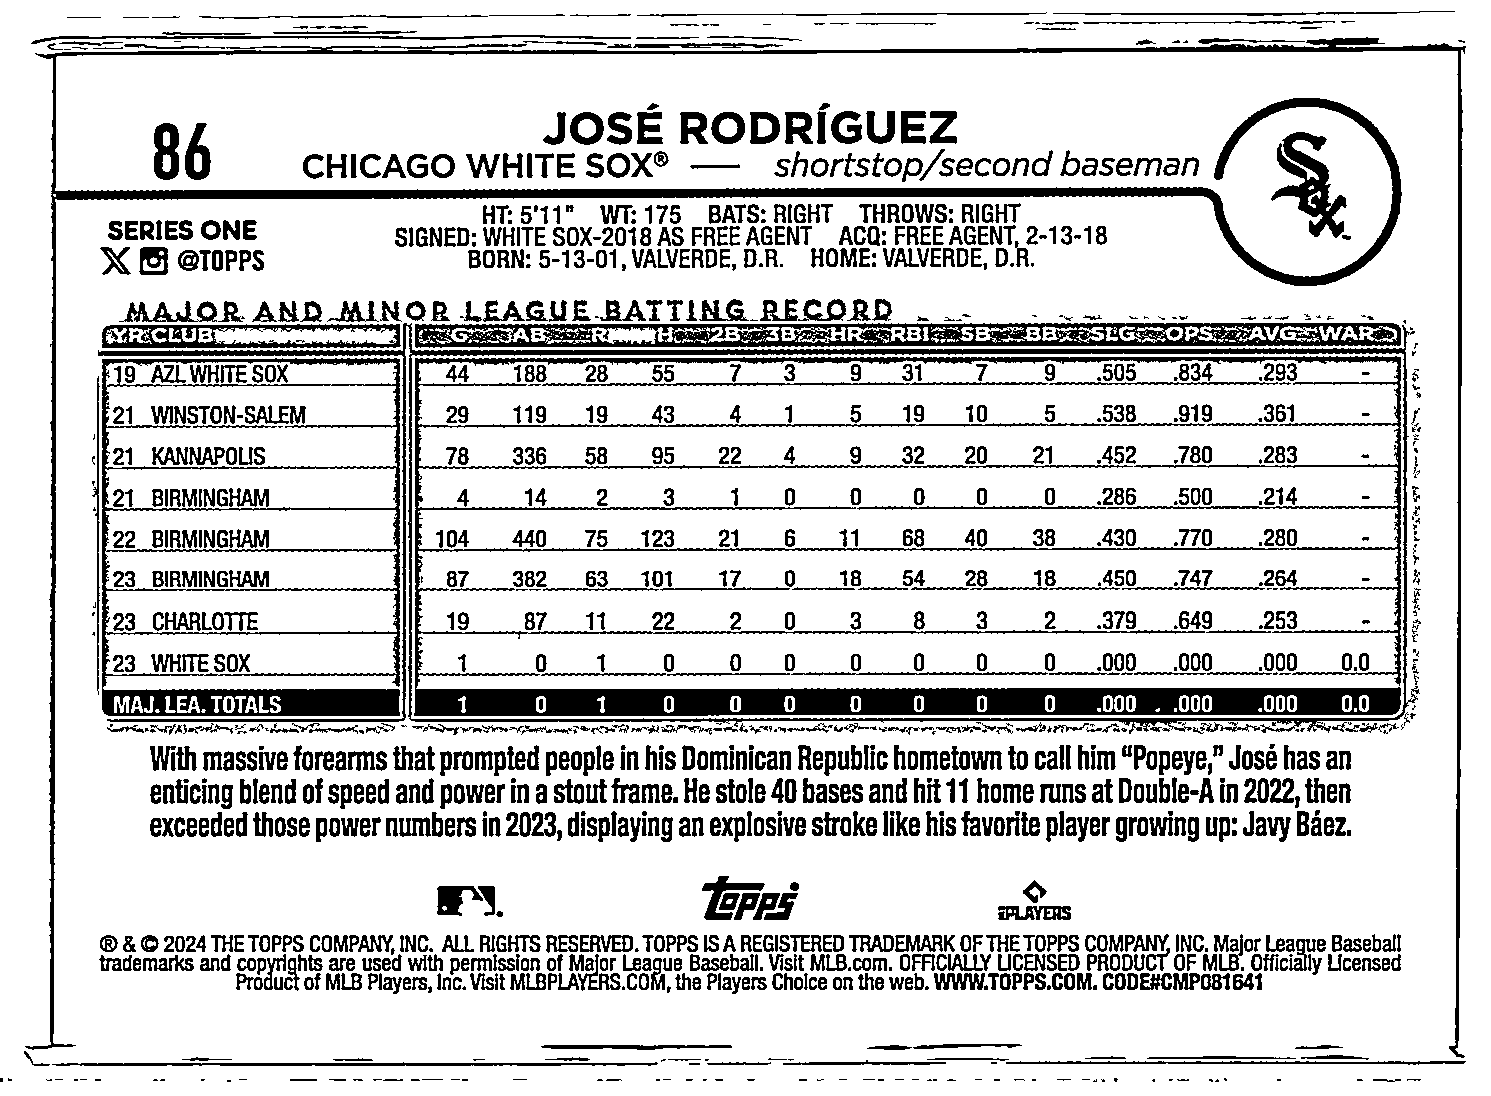 86
JOSÉ RODRÍGUEZ
CHICAGO WHITE SOX® — shortstop/second baseman
Sox
SERIES ONE
X @TOPPS
HT: 5'11" WT: 175 BATS: RIGHT THROWS: RIGHT
SIGNED: WHITE SOX-2018 AS FREE AGENT ACQ: FREE AGENT, 2-13-18
BORN: 5-13-01, VALVERDE, D.R. HOME: VALVERDE, D.R.
MAJOR AND MINOR LEAGUE BATTING RECORD
YR CLUB G AB R H 2B 3B HR RBI SB BB SLG OPS AVG WAR
19 AZL WHITE SOX 44 188 28 55 7 3 9 31 7 9 .505 .834 .293 -
21 WINSTON-SALEM 29 119 19 43 4 1 5 19 10 5 .538 .919 .361 -
21 KANNAPOLIS 78 336 58 95 22 4 9 32 20 21 .452 .780 .283 -
21 BIRMINGHAM 4 14 2 3 1 0 0 0 0 0 .286 .500 .214 -
22 BIRMINGHAM 104 440 75 123 21 6 11 68 40 38 .430 .770 .280 -
23 BIRMINGHAM 87 382 63 101 17 0 18 54 28 18 .450 .747 .264 -
23 CHARLOTTE 19 87 11 22 2 0 3 8 3 2 .379 .649 .253 -
23 WHITE SOX 1 0 1 0 0 0 0 0 0 0 .000 .000 .000 0.0
MAJ. LEA. TOTALS 1 0 1 0 0 0 0 0 0 0 .000 .000 .000 0.0
With massive forearms that prompted people in his Dominican Republic hometown to call him “Popeye,” José has an
enticing blend of speed and power in a stout frame. He stole 40 bases and hit 11 home runs at Double-A in 2022, then
exceeded those power numbers in 2023, displaying an explosive stroke like his favorite player growing up: Javy Báez.
topps
PLAYERS
® & © 2024 THE TOPPS COMPANY, INC. ALL RIGHTS RESERVED. TOPPS IS A REGISTERED TRADEMARK OF THE TOPPS COMPANY, INC. Major League Baseball
trademarks and copyrights are used with permission of Major League Baseball. Visit MLB.com. OFFICIALLY LICENSED PRODUCT OF MLB. Officially Licensed
Product of MLB Players, Inc. Visit MLBPLAYERS.COM, the Players Choice on the web. WWW.TOPPS.COM. CODE#CMP081641